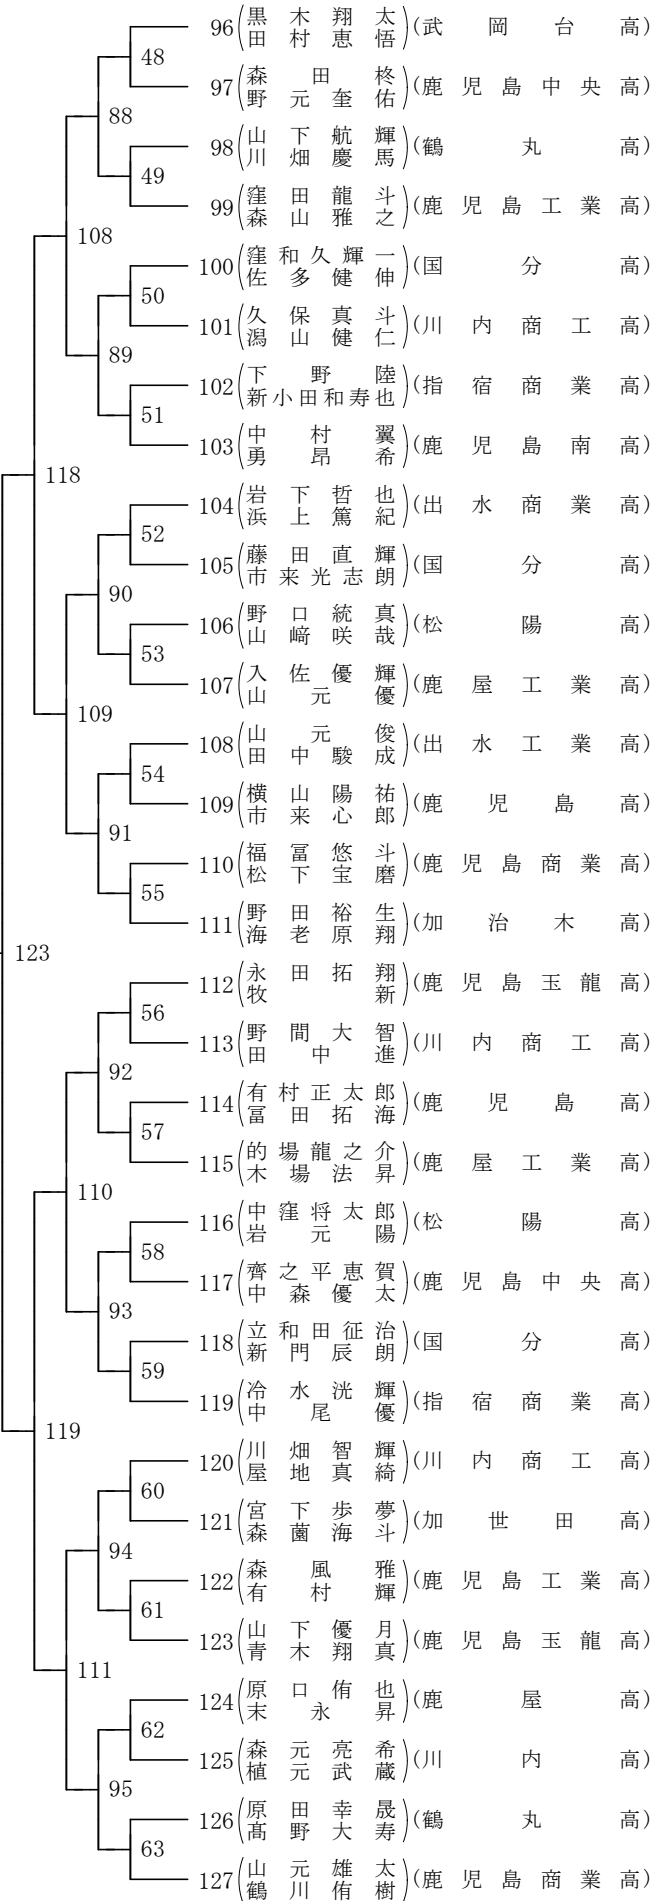 96(黒木翔太 田村恵悟)(武岡台高)
48
97(森田柊 野元奎佑)(鹿児島中央高)
88
98(山下航輝 川畑慶馬)(鶴丸高)
49
99(窪田龍斗 森山雅之)(鹿児島工業高)
108
100(窪和久輝一 佐多健伸)(国分高)
50
101(久保真斗 潟山健仁)(川内商工高)
89
102(下野陸 新小田和寿也)(指宿商業高)
51
103(中村翼 勇昂希)(鹿児島南高)
118
104(岩下哲也 浜上篤紀)(出水商業高)
52
105(藤田直輝 市来光志朗)(国分高)
90
106(野口統真 山﨑咲哉)(松陽高)
53
107(入佐優輝 山元優)(鹿屋工業高)
109
108(山元俊 田中駿成)(出水工業高)
54
109(横山陽祐 市来心郎)(鹿児島高)
91
110(福冨悠斗 松下宝磨)(鹿児島商業高)
55
111(野田裕生 海老原翔)(加治木高)
123
112(永田拓翔 牧新)(鹿児島玉龍高)
56
113(野間大智 田中進)(川内商工高)
92
114(有村正太郎 冨田拓海)(鹿児島高)
57
115(的場龍之介 木場法昇)(鹿屋工業高)
110
116(中窪将太郎 岩元陽)(松陽高)
58
117(齊之平恵賀 中森優太)(鹿児島中央高)
93
118(立和田征治 新門辰朗)(国分高)
59
119(冷水洸輝 中尾優)(指宿商業高)
119
120(川畑智輝 屋地真綺)(川内商工高)
60
121(宮下歩夢 森薗海斗)(加世田高)
94
122(森風雅 有村輝)(鹿児島工業高)
61
123(山下優月 青木翔真)(鹿児島玉龍高)
111
124(原口侑也 末永昇)(鹿屋高)
62
125(森元亮希 植元武蔵)(川内高)
95
126(原田幸晟 髙野大寿)(鶴丸高)
63
127(山元雄太 鶴川侑樹)(鹿児島商業高)